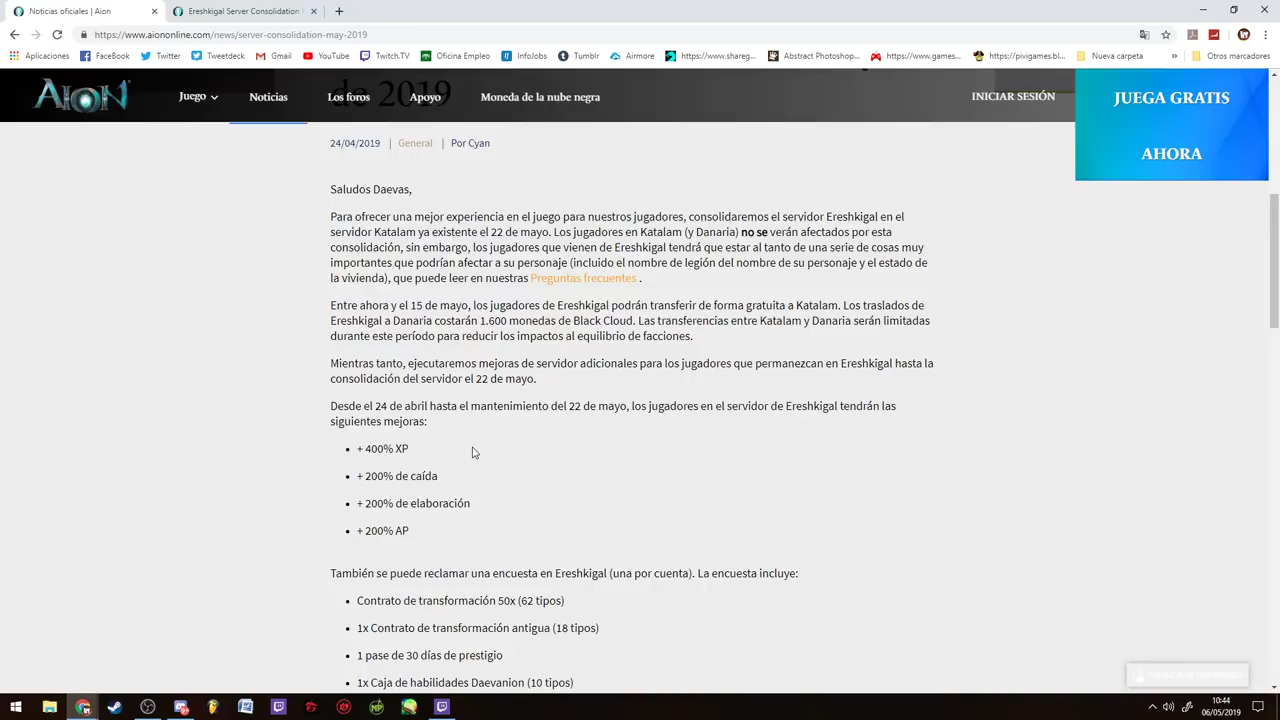 Noticias oficiales | Aion
Ereshkigal Server Consolidation
https://www.aiononline.com/news/server-consolidation-may-2019
Aplicaciones
FaceBook
Twitter
Tweetdeck
Gmail
YouTube
Twitch.TV
Oficina Empleo
InfoJobs
Tumblr
Airmore
https://www.shareg...
Abstract Photoshop...
https://www.games...
https://pivigames.bl...
Nueva carpeta
»
Otros marcadores
AION
Juego
Noticias
Los foros
Apoyo
Moneda de la nube negra
INICIAR SESIÓN
JUEGA GRATIS
AHORA
de 2019
24/04/2019 | General | Por Cyan
Saludos Daevas,
Para ofrecer una mejor experiencia en el juego para nuestros jugadores, consolidaremos el servidor Ereshkigal en el
servidor Katalam ya existente el 22 de mayo. Los jugadores en Katalam (y Danaria) no se verán afectados por esta
consolidación, sin embargo, los jugadores que vienen de Ereshkigal tendrá que estar al tanto de una serie de cosas muy
importantes que podrían afectar a su personaje (incluido el nombre de legión del nombre de su personaje y el estado de
la vivienda), que puede leer en nuestras Preguntas frecuentes .
Entre ahora y el 15 de mayo, los jugadores de Ereshkigal podrán transferir de forma gratuita a Katalam. Los traslados de
Ereshkigal a Danaria costarán 1.600 monedas de Black Cloud. Las transferencias entre Katalam y Danaria serán limitadas
durante este período para reducir los impactos al equilibrio de facciones.
Mientras tanto, ejecutaremos mejoras de servidor adicionales para los jugadores que permanezcan en Ereshkigal hasta la
consolidación del servidor el 22 de mayo.
Desde el 24 de abril hasta el mantenimiento del 22 de mayo, los jugadores en el servidor de Ereshkigal tendrán las
siguientes mejoras:
• + 400% XP
• + 200% de caída
• + 200% de elaboración
• + 200% AP
También se puede reclamar una encuesta en Ereshkigal (una por cuenta). La encuesta incluye:
• Contrato de transformación 50x (62 tipos)
• 1x Contrato de transformación antigua (18 tipos)
• 1 pase de 30 días de prestigio
• 1x Caja de habilidades Daevanion (10 tipos)
10:44
06/05/2019